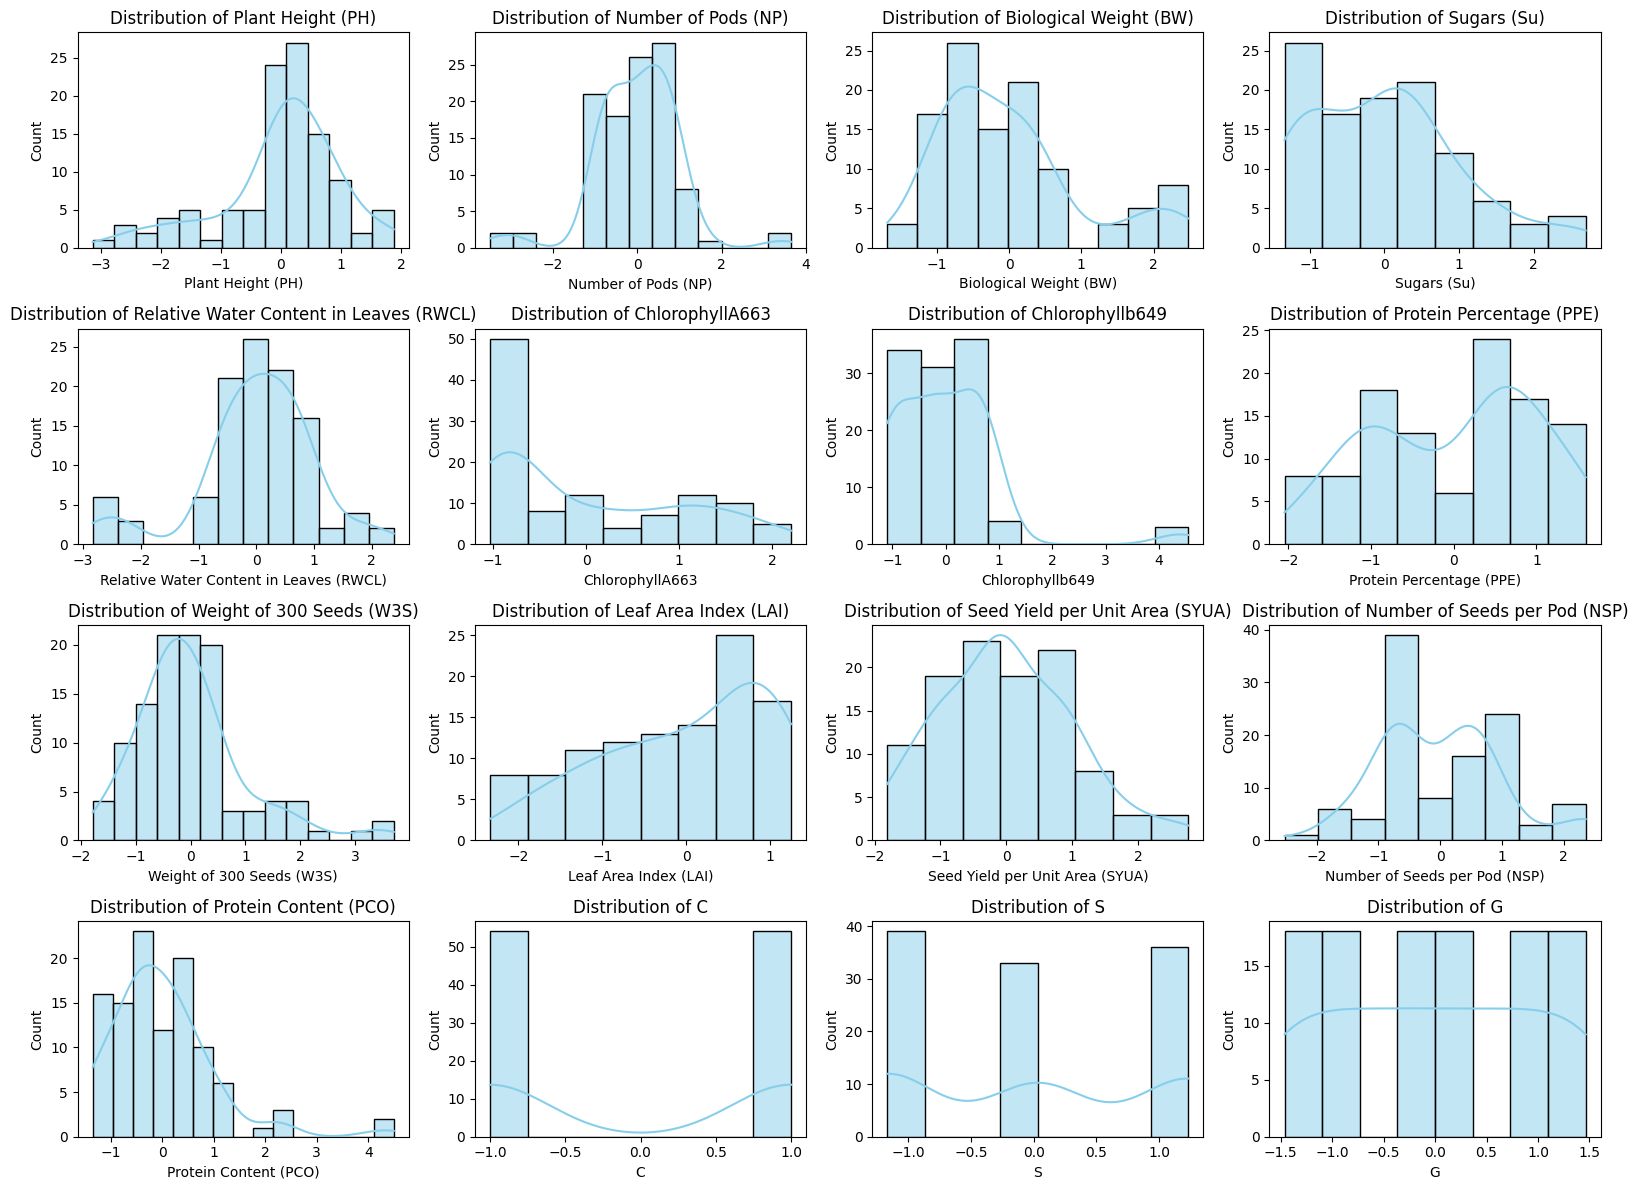 Distribution of Plant Height (PH)
Count
25
20
15
10
5
0
−3 −2 −1 0 1 2
Plant Height (PH)
Distribution of Number of Pods (NP)
Count
25
20
15
10
5
0
−2 0 2 4
Number of Pods (NP)
Distribution of Biological Weight (BW)
Count
25
20
15
10
5
0
−1 0 1 2
Biological Weight (BW)
Distribution of Sugars (Su)
Count
25
20
15
10
5
0
−1 0 1 2
Sugars (Su)
Distribution of Relative Water Content in Leaves (RWCL)
Count
25
20
15
10
5
0
−3 −2 −1 0 1 2
Relative Water Content in Leaves (RWCL)
Distribution of ChlorophyllA663
Count
50
40
30
20
10
0
−1 0 1 2
ChlorophyllA663
Distribution of Chlorophyllb649
Count
30
20
10
0
−1 0 1 2 3 4
Chlorophyllb649
Distribution of Protein Percentage (PPE)
Count
25
20
15
10
5
0
−2 −1 0 1
Protein Percentage (PPE)
Distribution of Weight of 300 Seeds (W3S)
Count
20
15
10
5
0
−2 −1 0 1 2 3
Weight of 300 Seeds (W3S)
Distribution of Leaf Area Index (LAI)
Count
25
20
15
10
5
0
−2 −1 0 1
Leaf Area Index (LAI)
Distribution of Seed Yield per Unit Area (SYUA)
Count
20
15
10
5
0
−2 −1 0 1 2
Seed Yield per Unit Area (SYUA)
Distribution of Number of Seeds per Pod (NSP)
Count
40
30
20
10
0
−2 −1 0 1 2
Number of Seeds per Pod (NSP)
Distribution of Protein Content (PCO)
Count
20
15
10
5
0
−1 0 1 2 3 4
Protein Content (PCO)
Distribution of C
Count
50
40
30
20
10
0
−1.0 −0.5 0.0 0.5 1.0
C
Distribution of S
Count
40
30
20
10
0
−1.0 −0.5 0.0 0.5 1.0
S
Distribution of G
Count
15
10
5
0
−1.5 −1.0 −0.5 0.0 0.5 1.0 1.5
G